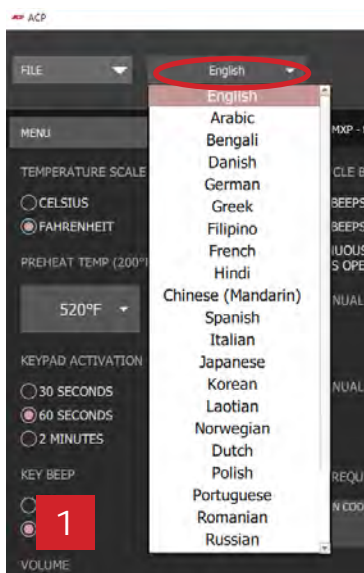 ACP
FILE
English
English
Arabic
Bengali
Danish
German
Greek
Filipino
French
Hindi
Chinese (Mandarin)
Spanish
Italian
Japanese
Korean
Laotian
Norwegian
Dutch
Polish
Portuguese
Romanian
Russian
MENU
TEMPERATURE SCALE
CELSIUS
FAHRENHEIT
PREHEAT TEMP (200°
520°F
KEYPAD ACTIVATION
30 SECONDS
60 SECONDS
2 MINUTES
KEY BEEP
1
VOLUME
MXP -
CLE B
BEEPS
BEEPS
S OPE
NUAL
NUAL
REQU
N COO